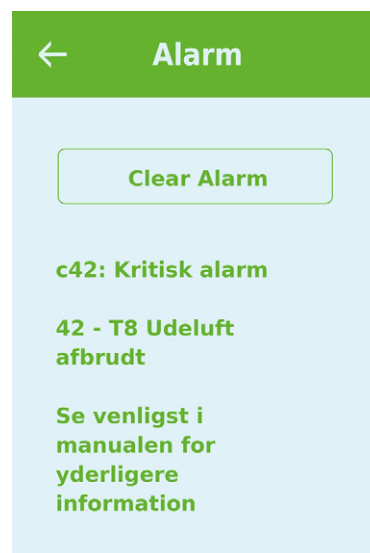 Alarm
Clear Alarm
c42: Kritisk alarm
42 - T8 Udeluft
afbrudt
Se venligst i
manualen for
yderligere
information